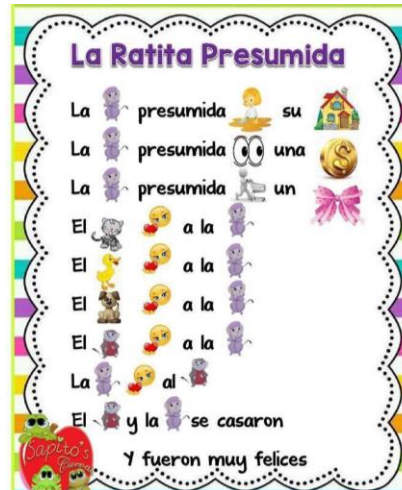 La Ratita Presumida
La presumida su
La presumida una
La presumida un
El a la
El a la
El a la
El a la
La al
El y la se casaron
Y fueron muy felices
Sapito's